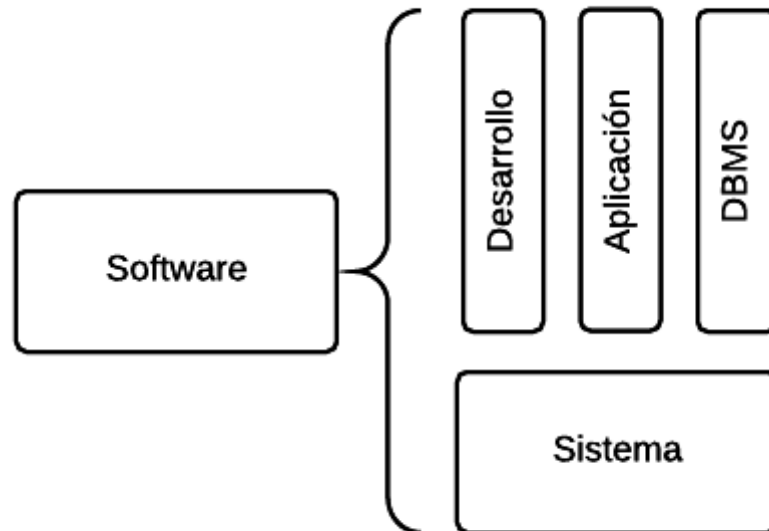 Software
Desarrollo
Aplicación
DBMS
Sistema